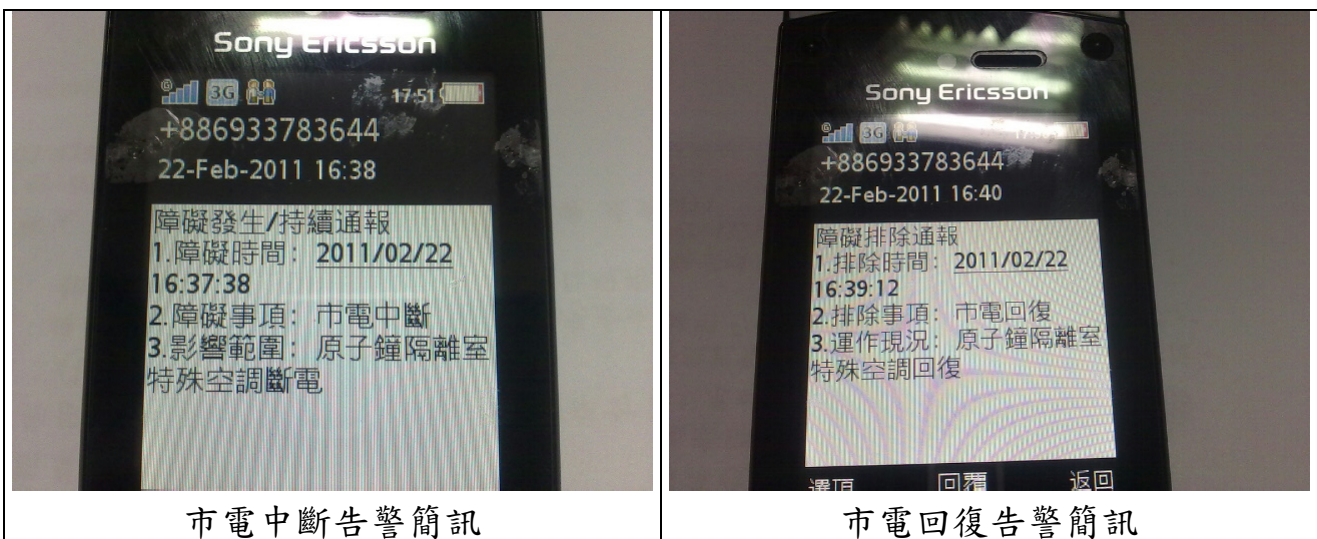 Sony Ericsson
3G
17:51
+886933783644
22-Feb-2011 16:38
障礙發生/持續通報
1.障礙時間： 2011/02/22
16:37:38
2.障礙事項： 市電中斷
3.影響範圍： 原子鐘隔離室
特殊空調斷電
市電中斷告警簡訊
Sony Ericsson
3G
+886933783644
22-Feb-2011 16:40
障礙排除通報
1.排除時間： 2011/02/22
16:39:12
2.排除事項： 市電回復
3.運作現況： 原子鐘隔離室
特殊空調回復
選項 回覆 返回
市電回復告警簡訊